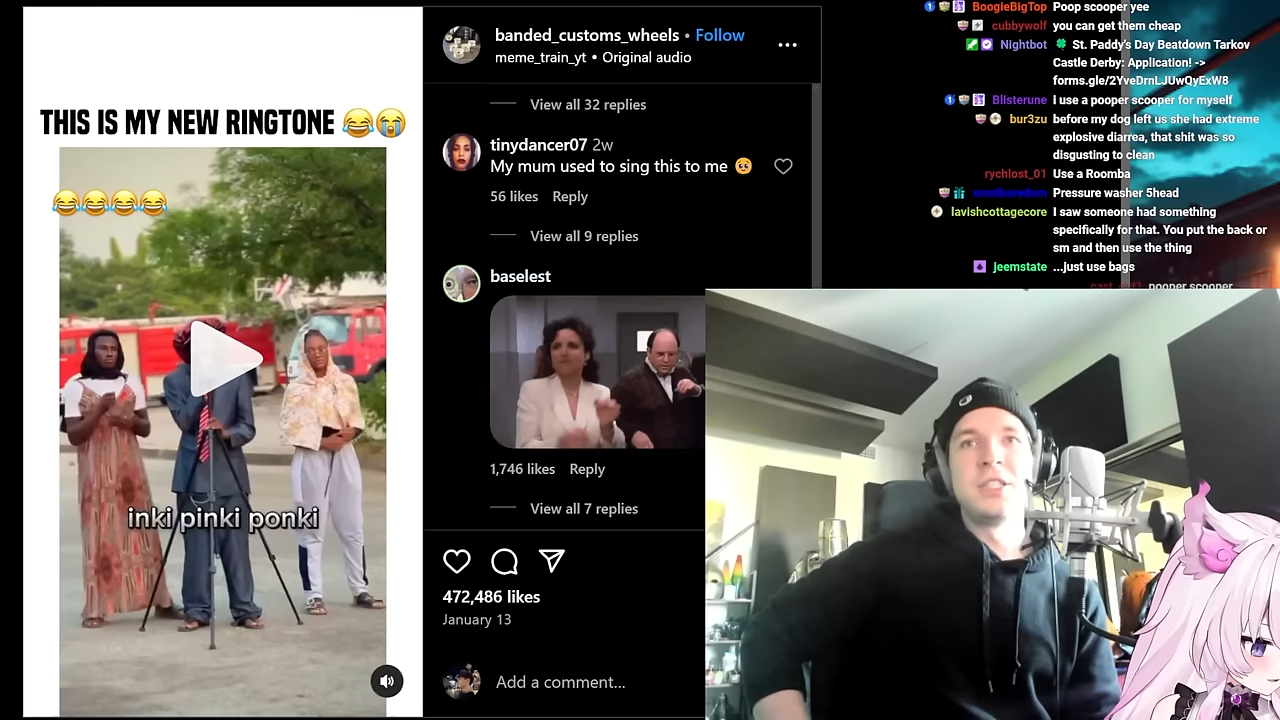 THIS IS MY NEW RINGTONE 😂😭
😂😂😂😂
inki pinki ponki
banded_customs_wheels • Follow
meme_train_yt • Original audio
View all 32 replies
tinydancer07 2w
My mum used to sing this to me 🥺
56 likes Reply
View all 9 replies
baselest
1,746 likes Reply
View all 7 replies
472,486 likes
January 13
Add a comment...
BoogleBigTop Poop scooper yee
cubbywolf you can get them cheap
Nightbot 🍀 St. Paddy's Day Beatdown Tarkov
Castle Derby: Application! ->
forms.gle/2YveDrnLJUwQyExW8
Blisterune I use a pooper scooper for myself
bur3zu before my dog left us she had extreme
explosive diarrea, that shit was so
disgusting to clean
rychlost_01 Use a Roomba
Pressure washer 5head
lavishcottagecore I saw someone had something
specifically for that. You put the back or
sm and then use the thing
jeemstate ...just use bags
pooper scooper